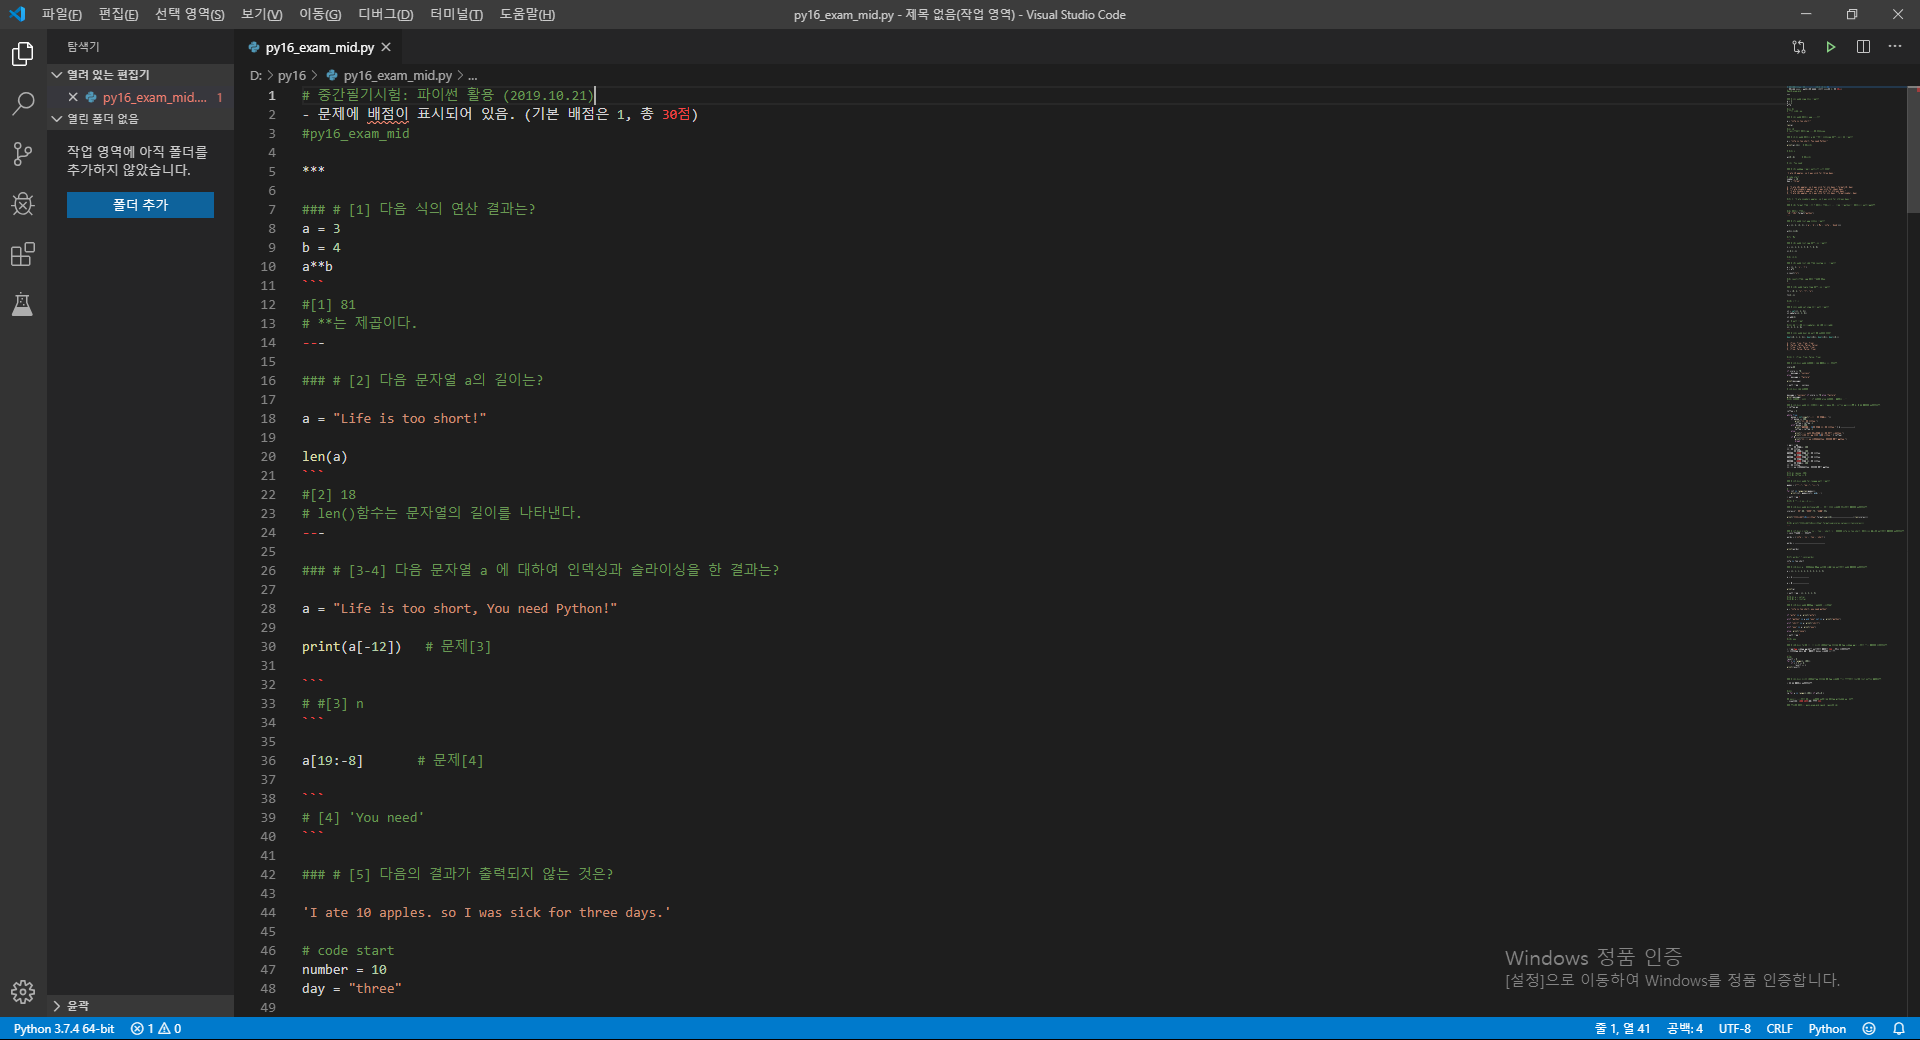 파일(F) 편집(E) 선택 영역(S) 보기(V) 이동(G) 디버그(D) 터미널(T) 도움말(H)
py16_exam_mid.py - 제목 없음(작업 영역) - Visual Studio Code
탐색기
열려 있는 편집기
py16_exam_mid.... 1
열린 폴더 없음
작업 영역에 아직 폴더를
추가하지 않았습니다.
폴더 추가
윤곽
py16_exam_mid.py
D: > py16 > py16_exam_mid.py > ...
1 # 중간필기시험: 파이썬 활용 (2019.10.21)
2 - 문제에 배점이 표시되어 있음. (기본 배점은 1, 총 30점)
3 #py16_exam_mid
4
5 ***
6
7 ### # [1] 다음 식의 연산 결과는?
8 a = 3
9 b = 4
10 a**b
11 ```
12 #[1] 81
13 # **는 제곱이다.
14 ---
15
16 ### # [2] 다음 문자열 a의 길이는?
17
18 a = "Life is too short!"
19
20 len(a)
21 ```
22 #[2] 18
23 # len()함수는 문자열의 길이를 나타낸다.
24 ---
25
26 ### # [3-4] 다음 문자열 a 에 대하여 인덱싱과 슬라이싱을 한 결과는?
27
28 a = "Life is too short, You need Python!"
29
30 print(a[-12]) # 문제[3]
31
32 ```
33 # #[3] n
34 ```
35
36 a[19:-8] # 문제[4]
37
38 ```
39 # [4] 'You need'
40 ```
41
42 ### # [5] 다음의 결과가 출력되지 않는 것은?
43
44 'I ate 10 apples. so I was sick for three days.'
45
46 # code start
47 number = 10
48 day = "three"
49
Windows 정품 인증
[설정]으로 이동하여 Windows를 정품 인증합니다.
Python 3.7.4 64-bit 1 0 줄 1, 열 41 공백: 4 UTF-8 CRLF Python